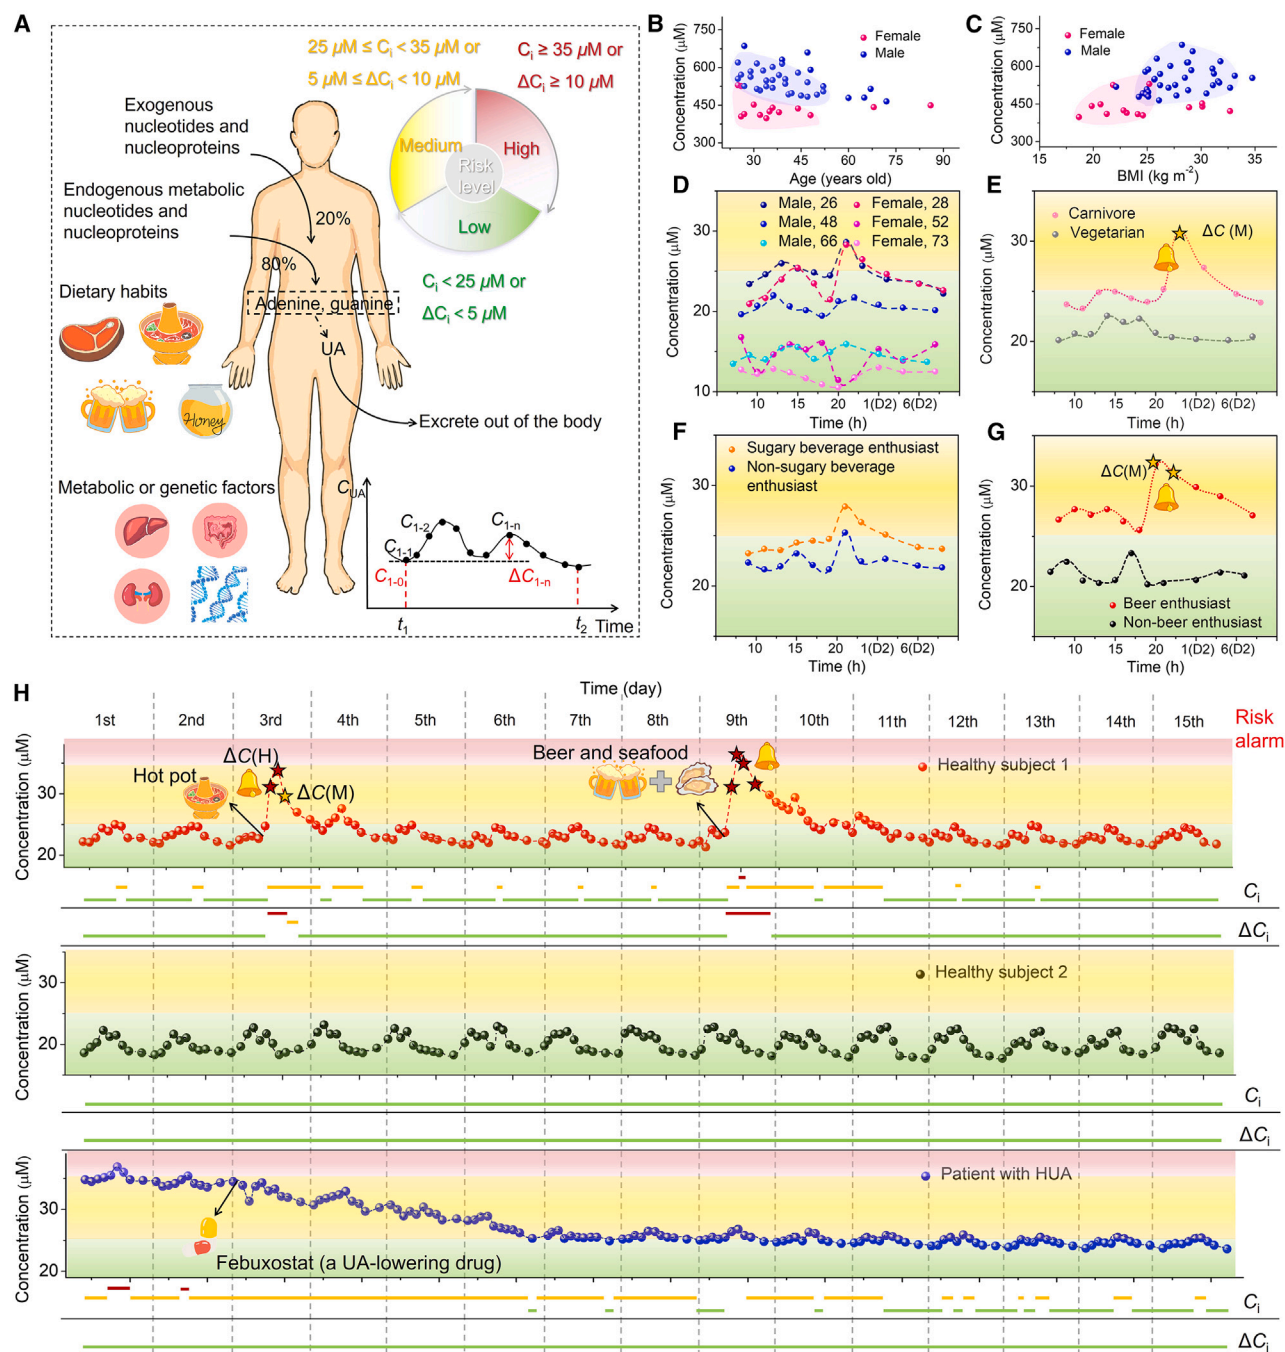 A
25 µM ≤ Ci < 35 µM or
5 µM ≤ ΔCi < 10 µM
Ci ≥ 35 µM or
ΔCi ≥ 10 µM
Exogenous
nucleotides and
nucleoproteins
Endogenous metabolic
nucleotides and
nucleoproteins
20%
80%
Adenine, guanine
UA
Excrete out of the body
Medium
High
Risk
level
Low
Ci < 25 µM or
ΔCi < 5 µM
Dietary habits
Honey
Metabolic or genetic factors
CUA
C1-2
C1-n
C1-1
C1-0
ΔC1-n
t1
t2
Time
B
Concentration (µM)
750
600
450
300
Female
Male
30
45
60
75
90
Age (years old)
C
Concentration (µM)
750
600
450
300
Female
Male
15
20
25
30
35
BMI (kg m-2)
D
Concentration (µM)
30
20
10
Male, 26
Female, 28
Male, 48
Female, 52
Male, 66
Female, 73
10
15
20
1(D2)
6(D2)
Time (h)
E
Concentration (µM)
30
20
Carnivore
Vegetarian
ΔC (M)
10
15
20
1(D2)
6(D2)
Time (h)
F
Concentration (µM)
30
20
Sugary beverage enthusiast
Non-sugary beverage
enthusiast
10
15
20
1(D2)
6(D2)
Time (h)
G
Concentration (µM)
30
20
ΔC(M)
Beer enthusiast
Non-beer enthusiast
10
15
20
1(D2)
6(D2)
Time (h)
H
Time (day)
1st
2nd
3rd
4th
5th
6th
7th
8th
9th
10th
11th
12th
13th
14th
15th
Risk
alarm
Concentration (µM)
30
20
Hot pot
ΔC(H)
ΔC(M)
Beer and seafood
Healthy subject 1
Ci
ΔCi
Concentration (µM)
30
20
Healthy subject 2
Ci
ΔCi
Concentration (µM)
30
20
Patient with HUA
Febuxostat (a UA-lowering drug)
Ci
ΔCi